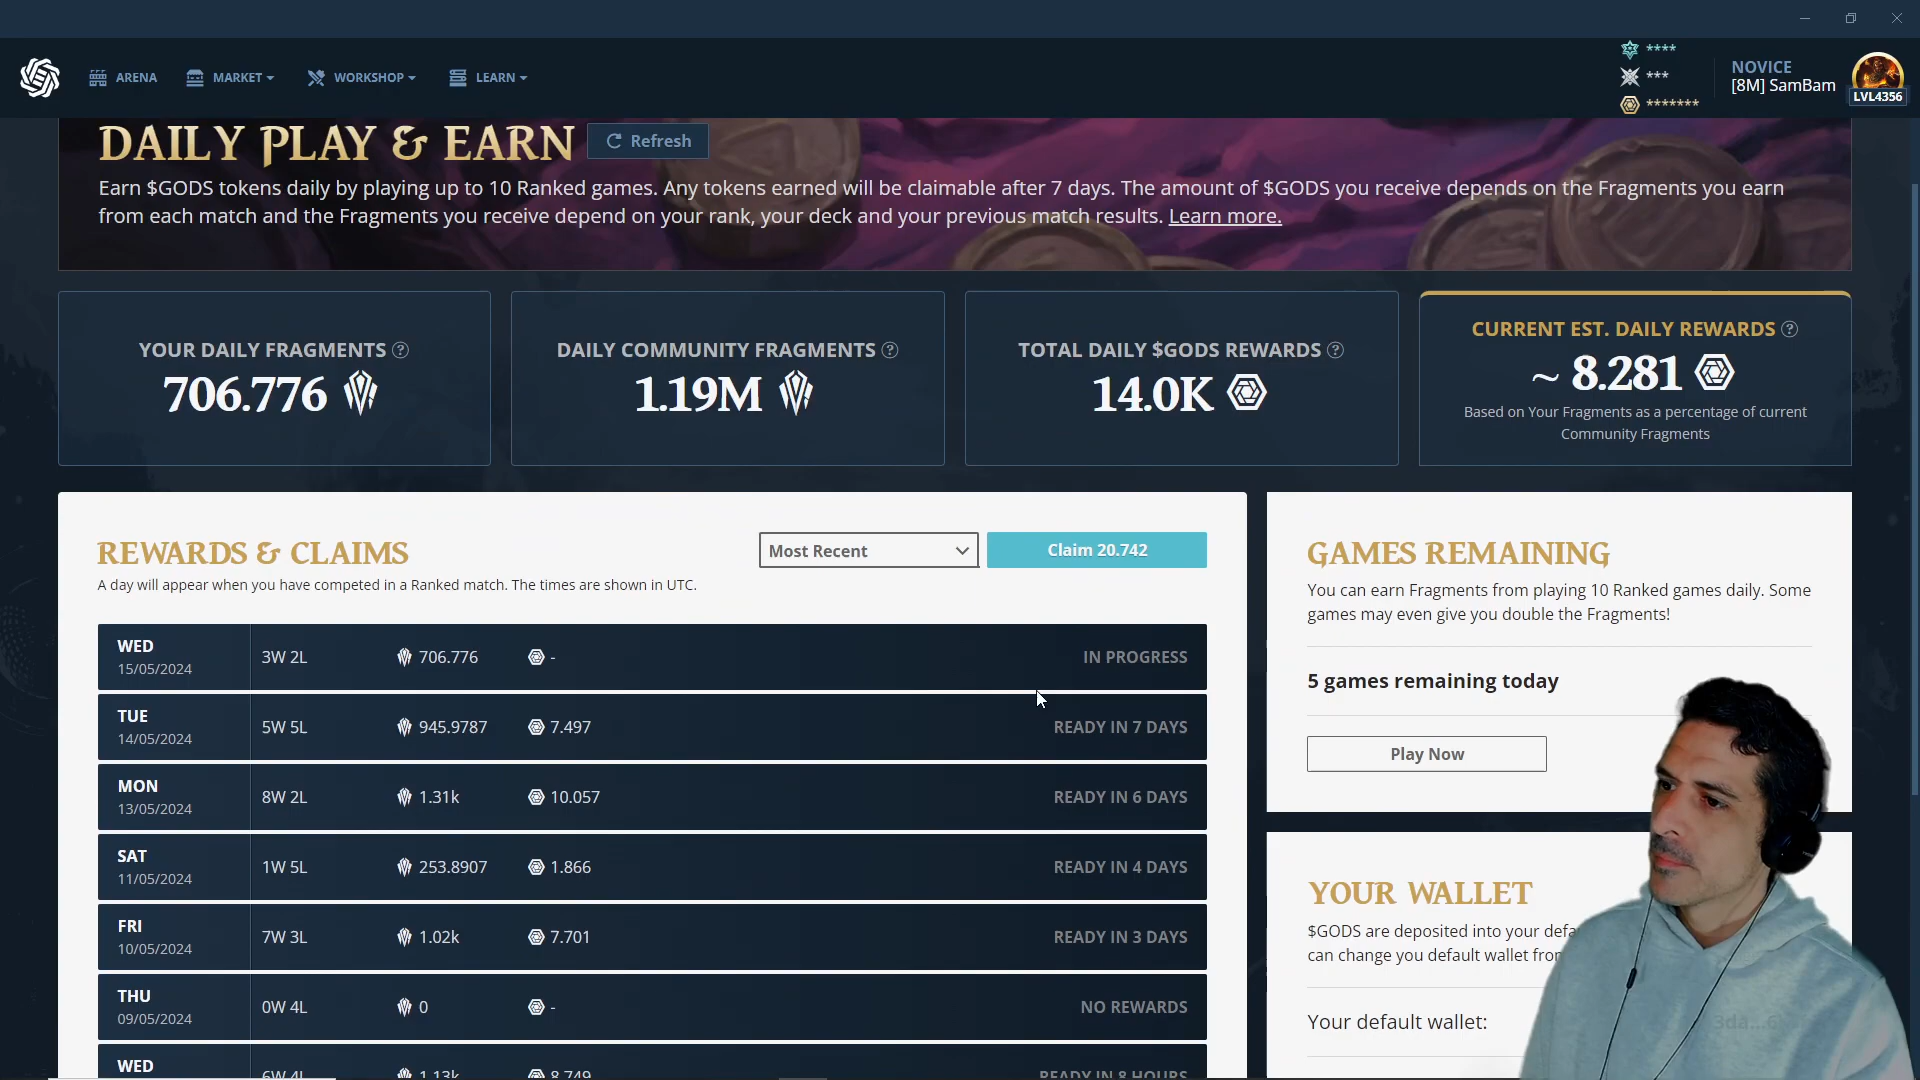 ARENA
MARKET
WORKSHOP
LEARN
****
***
*******
NOVICE
[8M] SamBam
LVL4356
DAILY PLAY & EARN
Refresh
Earn $GODS tokens daily by playing up to 10 Ranked games. Any tokens earned will be claimable after 7 days. The amount of $GODS you receive depends on the Fragments you earn
from each match and the Fragments you receive depend on your rank, your deck and your previous match results. Learn more.
YOUR DAILY FRAGMENTS ?
706.776
DAILY COMMUNITY FRAGMENTS ?
1.19M
TOTAL DAILY $GODS REWARDS ?
14.0K
CURRENT EST. DAILY REWARDS ?
~ 8.281
Based on Your Fragments as a percentage of current
Community Fragments
REWARDS & CLAIMS
A day will appear when you have competed in a Ranked match. The times are shown in UTC.
Most Recent
Claim 20.742
WED
15/05/2024
3W 2L
706.776
-
IN PROGRESS
TUE
14/05/2024
5W 5L
945.9787
7.497
READY IN 7 DAYS
MON
13/05/2024
8W 2L
1.31k
10.057
READY IN 6 DAYS
SAT
11/05/2024
1W 5L
253.8907
1.866
READY IN 4 DAYS
FRI
10/05/2024
7W 3L
1.02k
7.701
READY IN 3 DAYS
THU
09/05/2024
0W 4L
0
-
NO REWARDS
WED
6W 4L
1.13k
8.749
READY IN 8 HOURS
GAMES REMAINING
You can earn Fragments from playing 10 Ranked games daily. Some
games may even give you double the Fragments!
5 games remaining today
Play Now
YOUR WALLET
$GODS are deposited into your
can change you default wallet
Your default wallet: